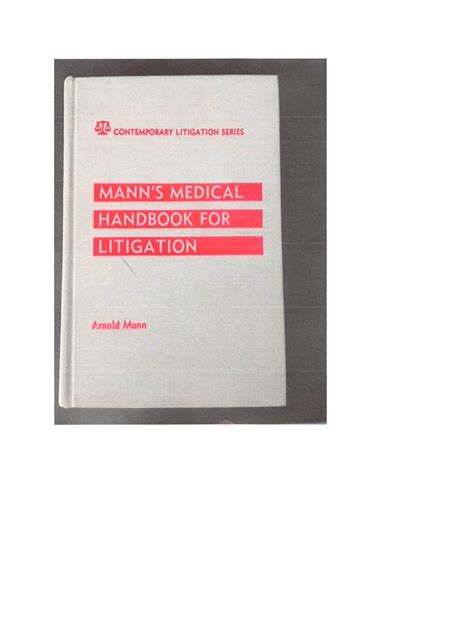 CONTEMPORARY LITIGATION SERIES
MANN'S MEDICAL
HANDBOOK FOR
LITIGATION
Arnold Mann